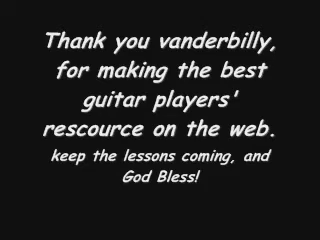 Thank you vanderbilly,
for making the best
guitar players'
rescource on the web.
keep the lessons coming, and
God Bless!